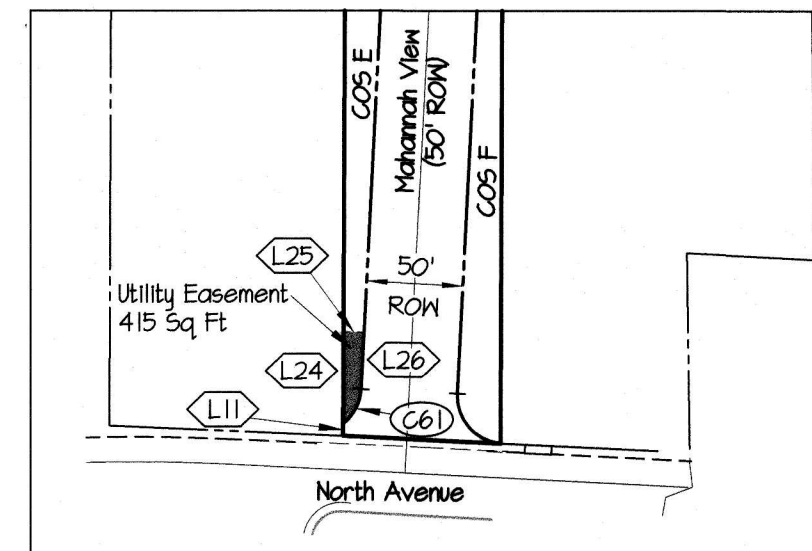 COS E
Mahannah View
(50' ROW)
COS F
L25
50'
ROW
Utility Easement
415 Sq Ft
L24
L26
L11
C61
North Avenue